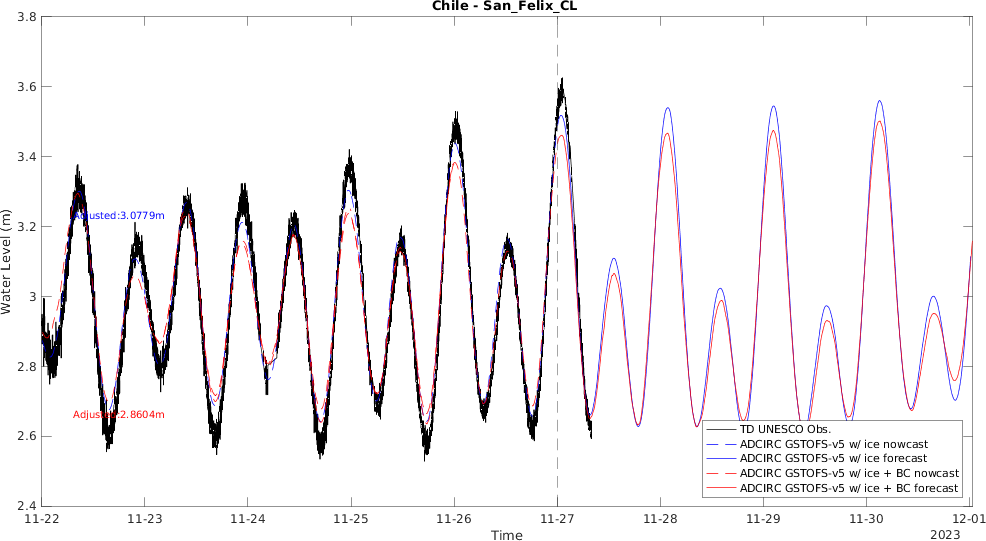 Chile - San_Felix_CL
3.8
3.6
3.4
3.2
3
2.8
2.6
2.4
Water Level (m)
Adjusted:3.0779m
Adjusted:2.8604m
TD UNESCO Obs.
ADCIRC GSTOFS-v5 w/ ice nowcast
ADCIRC GSTOFS-v5 w/ ice forecast
ADCIRC GSTOFS-v5 w/ ice + BC nowcast
ADCIRC GSTOFS-v5 w/ ice + BC forecast
11-22 11-23 11-24 11-25 11-26 11-27 11-28 11-29 11-30 12-01
Time
2023